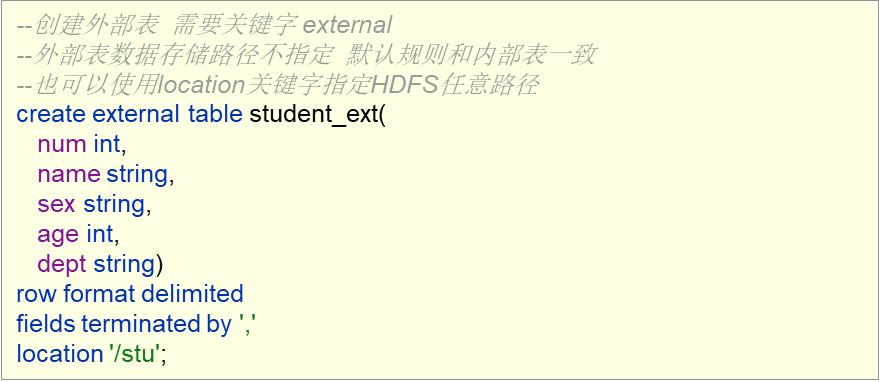 --创建外部表 需要关键字 external
--外部表数据存储路径不指定 默认规则和内部表一致
--也可以使用location关键字指定HDFS任意路径
create external table student_ext(
num int,
name string,
sex string,
age int,
dept string)
row format delimited
fields terminated by ','
location '/stu';